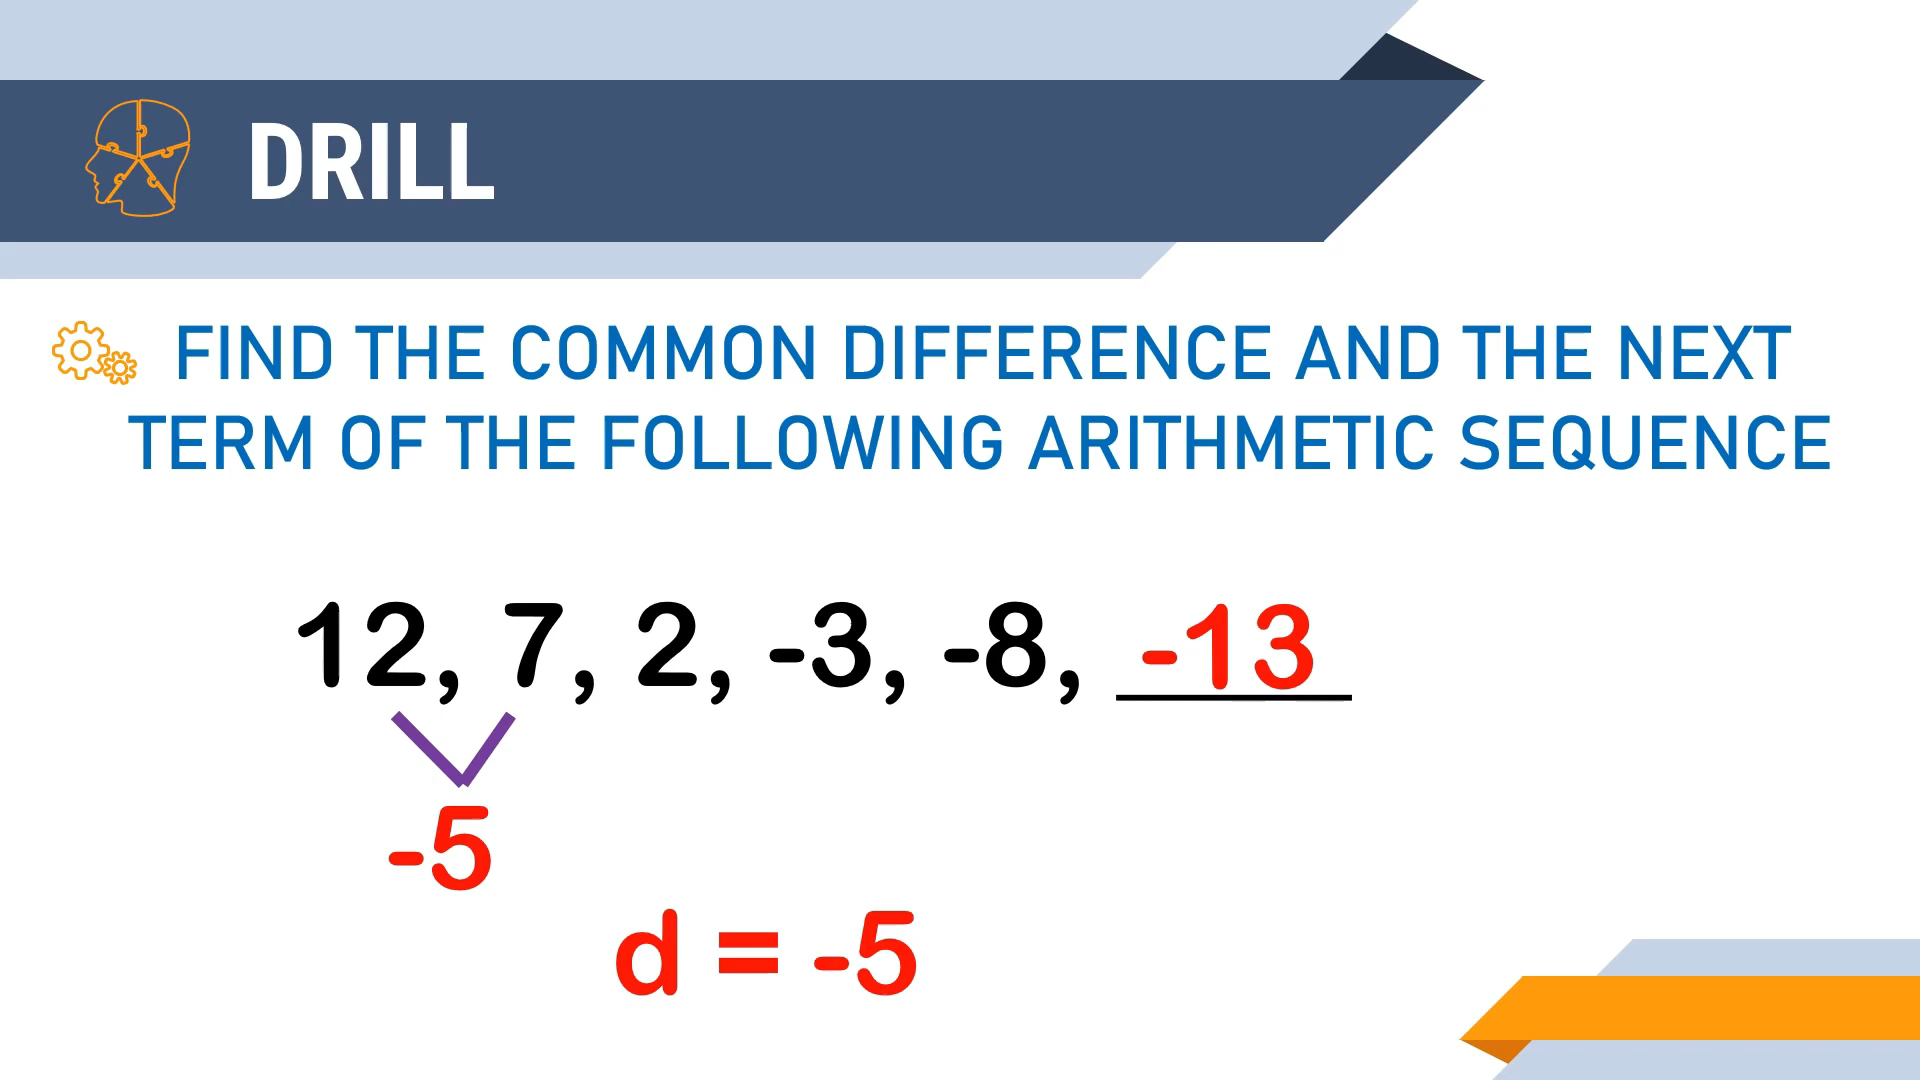 DRILL
FIND THE COMMON DIFFERENCE AND THE NEXT
TERM OF THE FOLLOWING ARITHMETIC SEQUENCE
12, 7, 2, -3, -8, -13
-5
d = -5